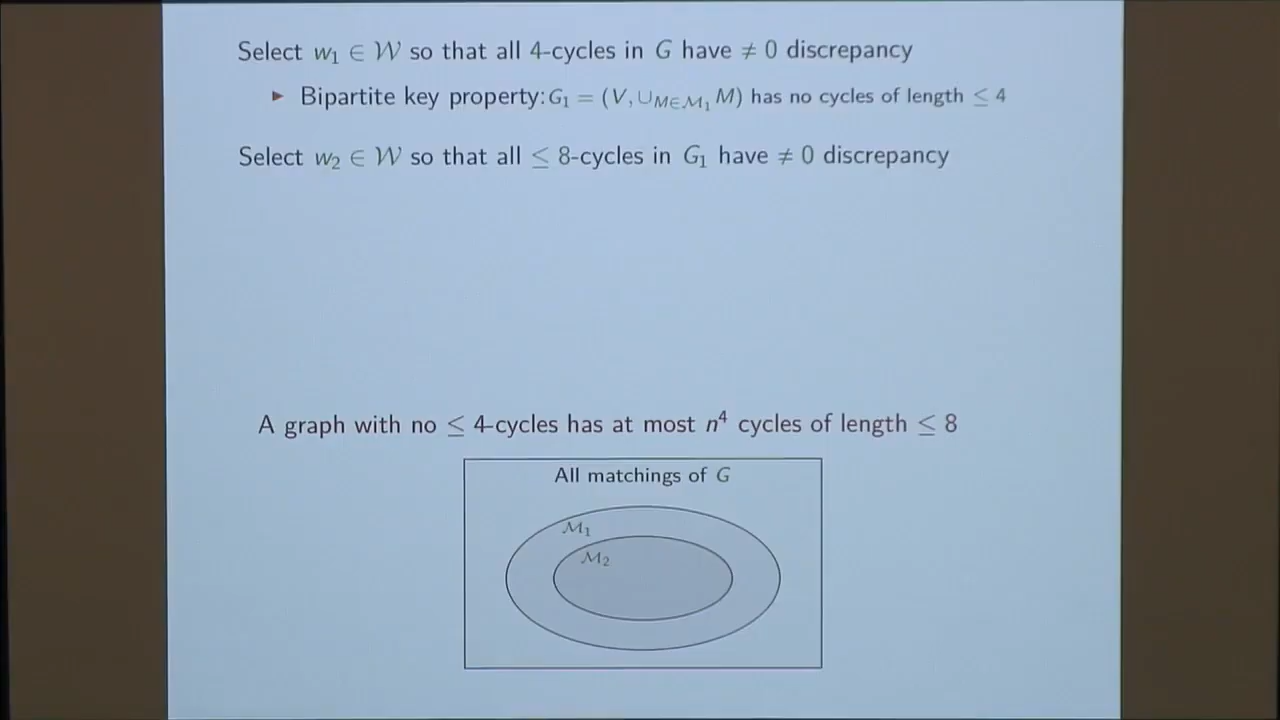 Select w₁ ∈ 𝒲 so that all 4-cycles in G have ≠ 0 discrepancy
▶ Bipartite key property: G₁ = (V, ∪_{M∈ℳ₁} M) has no cycles of length ≤ 4
Select w₂ ∈ 𝒲 so that all ≤ 8-cycles in G₁ have ≠ 0 discrepancy
A graph with no ≤ 4-cycles has at most n⁴ cycles of length ≤ 8
All matchings of G
ℳ₁
ℳ₂